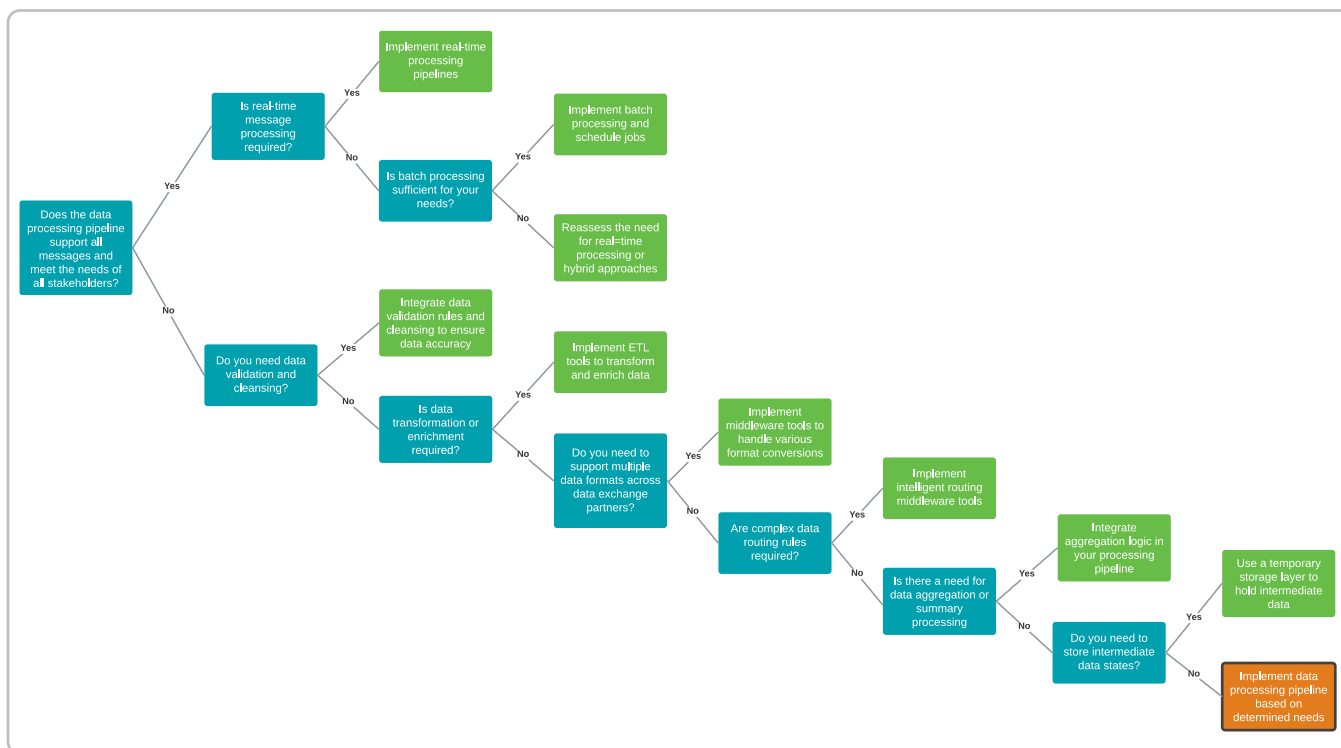 Does the data
processing pipeline
support all
messages and
meet the needs of
all stakeholders?
Yes
No
Is real-time
message
processing
required?
Yes
No
Implement real-time
processing
pipelines
Is batch processing
sufficient for your
needs?
Yes
No
Implement batch
processing and
schedule jobs
Reassess the need
for real=time
processing or
hybrid approaches
Do you need data
validation and
cleansing?
Yes
No
Integrate data
validation rules and
cleansing to ensure
data accuracy
Is data
transformation or
enrichment
required?
Yes
No
Implement ETL
tools to transform
and enrich data
Do you need to
support multiple
data formats across
data exchange
partners?
Yes
No
Implement
middleware tools to
handle various
format conversions
Are complex data
routing rules
required?
Yes
No
Implement
intelligent routing
middleware tools
Is there a need for
data aggregation or
summary
processing
Yes
No
Integrate
aggregation logic in
your processing
pipeline
Do you need to
store intermediate
data states?
Yes
No
Use a temporary
storage layer to
hold intermediate
data
Implement data
processing pipeline
based on
determined needs